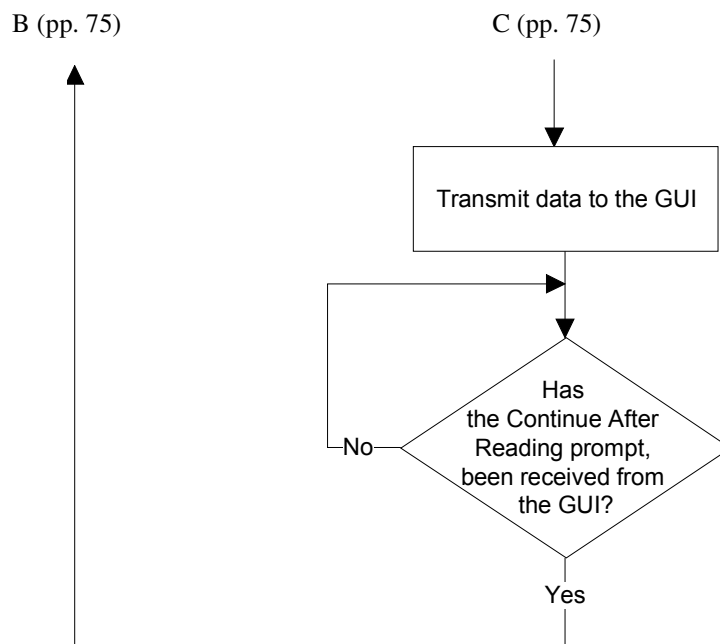 B (pp. 75)
C (pp. 75)
Transmit data to the GUI
Has
the Continue After
Reading prompt,
been received from
the GUI?
No
Yes